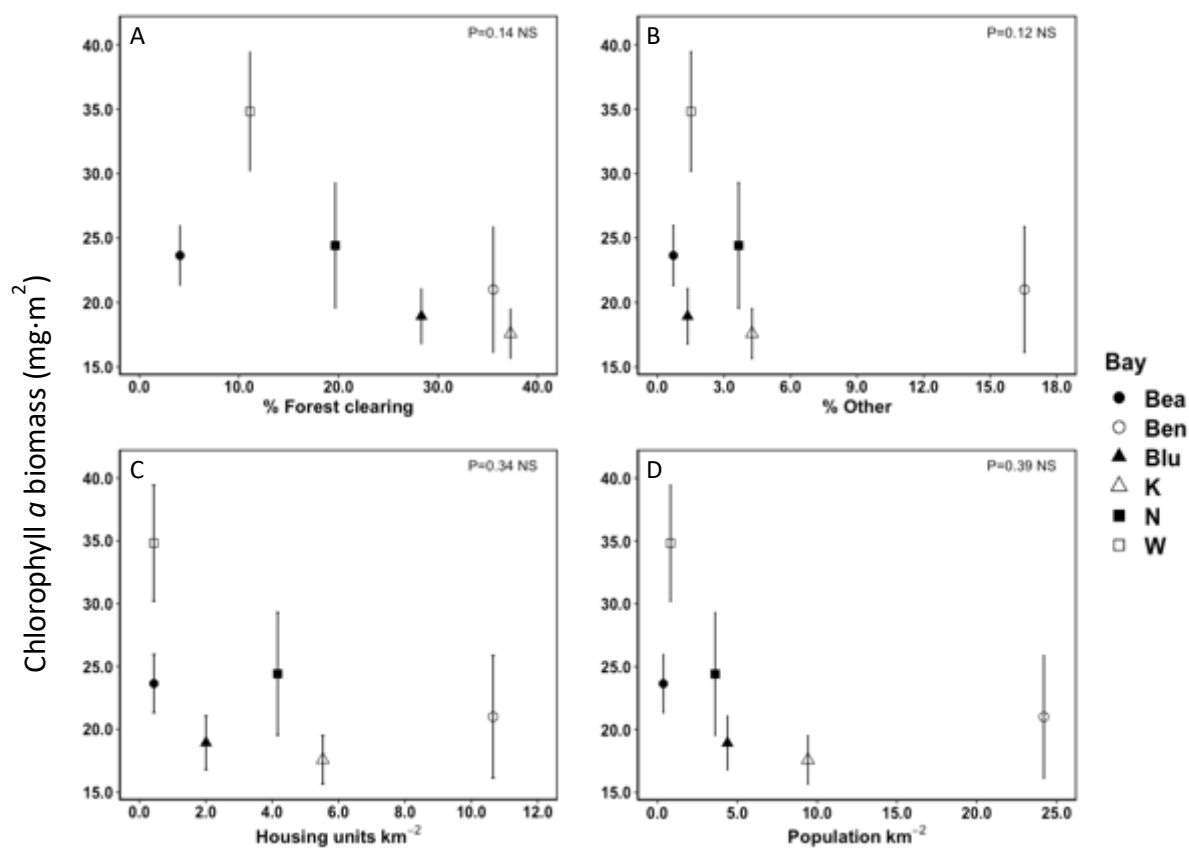 Chlorophyll a biomass (mg·m²)
A
P=0.14 NS
40.0
35.0
30.0
25.0
20.0
15.0
0.0 10.0 20.0 30.0 40.0
% Forest clearing
B
P=0.12 NS
40.0
35.0
30.0
25.0
20.0
15.0
0.0 3.0 6.0 9.0 12.0 15.0 18.0
% Other
C
P=0.34 NS
40.0
35.0
30.0
25.0
20.0
15.0
0.0 2.0 4.0 6.0 8.0 10.0 12.0
Housing units km⁻²
D
P=0.39 NS
40.0
35.0
30.0
25.0
20.0
15.0
0.0 5.0 10.0 15.0 20.0 25.0
Population km⁻²
Bay
Bea
Ben
Blu
K
N
W